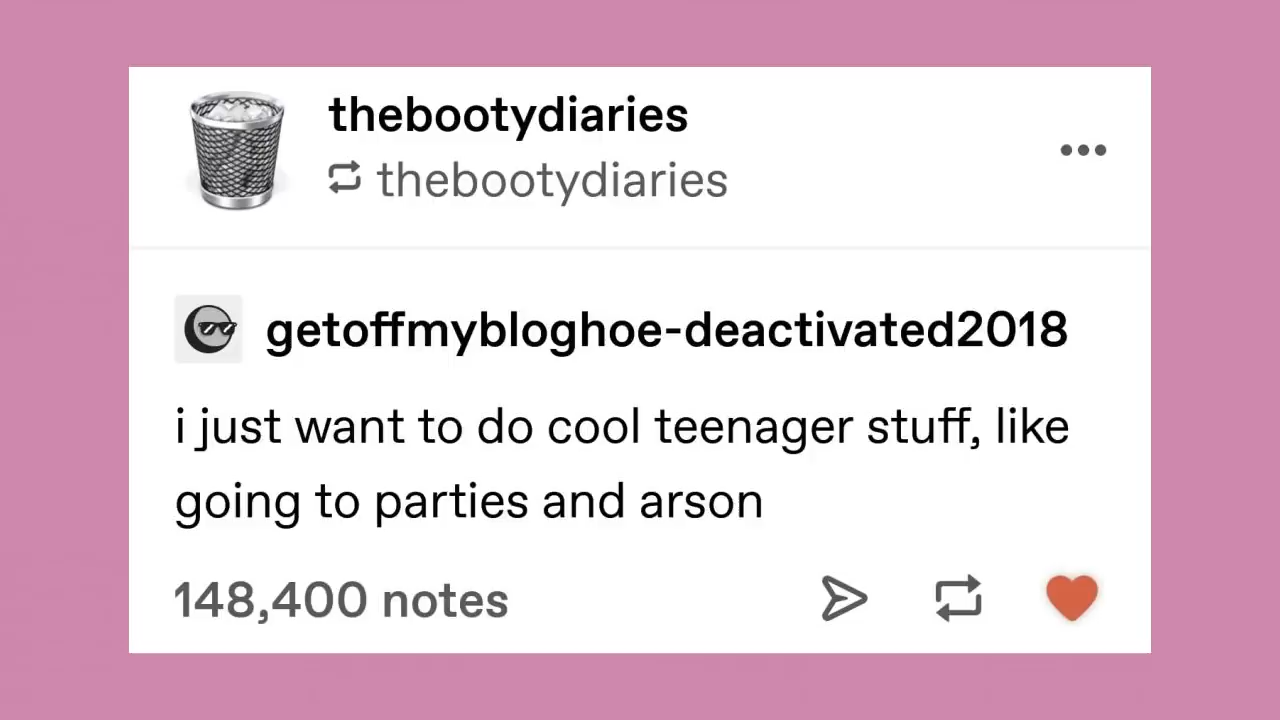 thebootydiaries
thebootydiaries
getoffmybloghoe-deactivated2018
i just want to do cool teenager stuff, like
going to parties and arson
148,400 notes